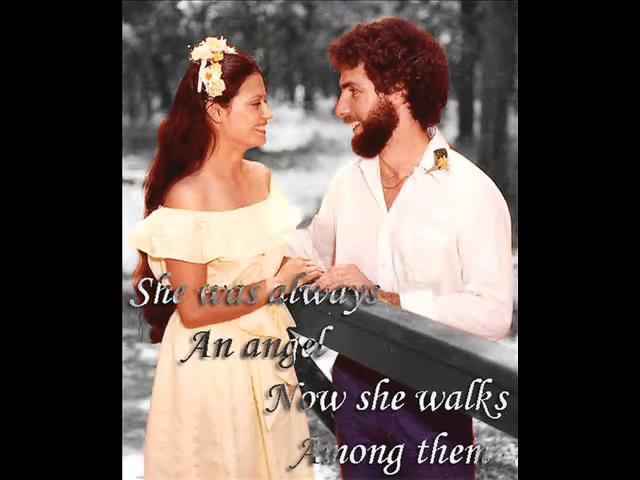 She was always
An angel
Now she walks
Among them